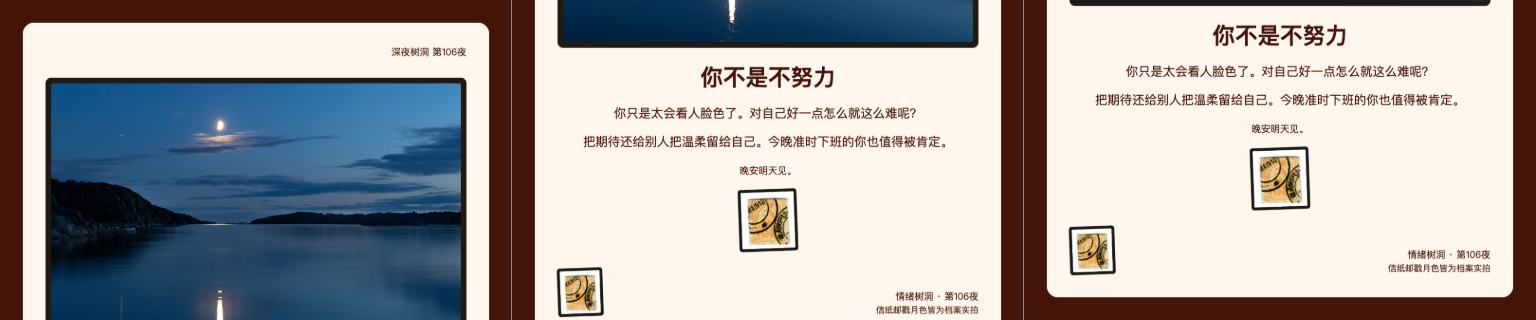 深夜树洞 第106夜
你不是不努力
你只是太会看人脸色了。对自己好一点怎么就这么难呢?
把期待还给别人把温柔留给自己。今晚准时下班的你也值得被肯定。
晚安明天见。
情绪树洞 · 第106夜
信纸邮戳月色皆为档案实拍
你不是不努力
你只是太会看人脸色了。对自己好一点怎么就这么难呢?
把期待还给别人把温柔留给自己。今晚准时下班的你也值得被肯定。
晚安明天见。
情绪树洞 · 第106夜
信纸邮戳月色皆为档案实拍